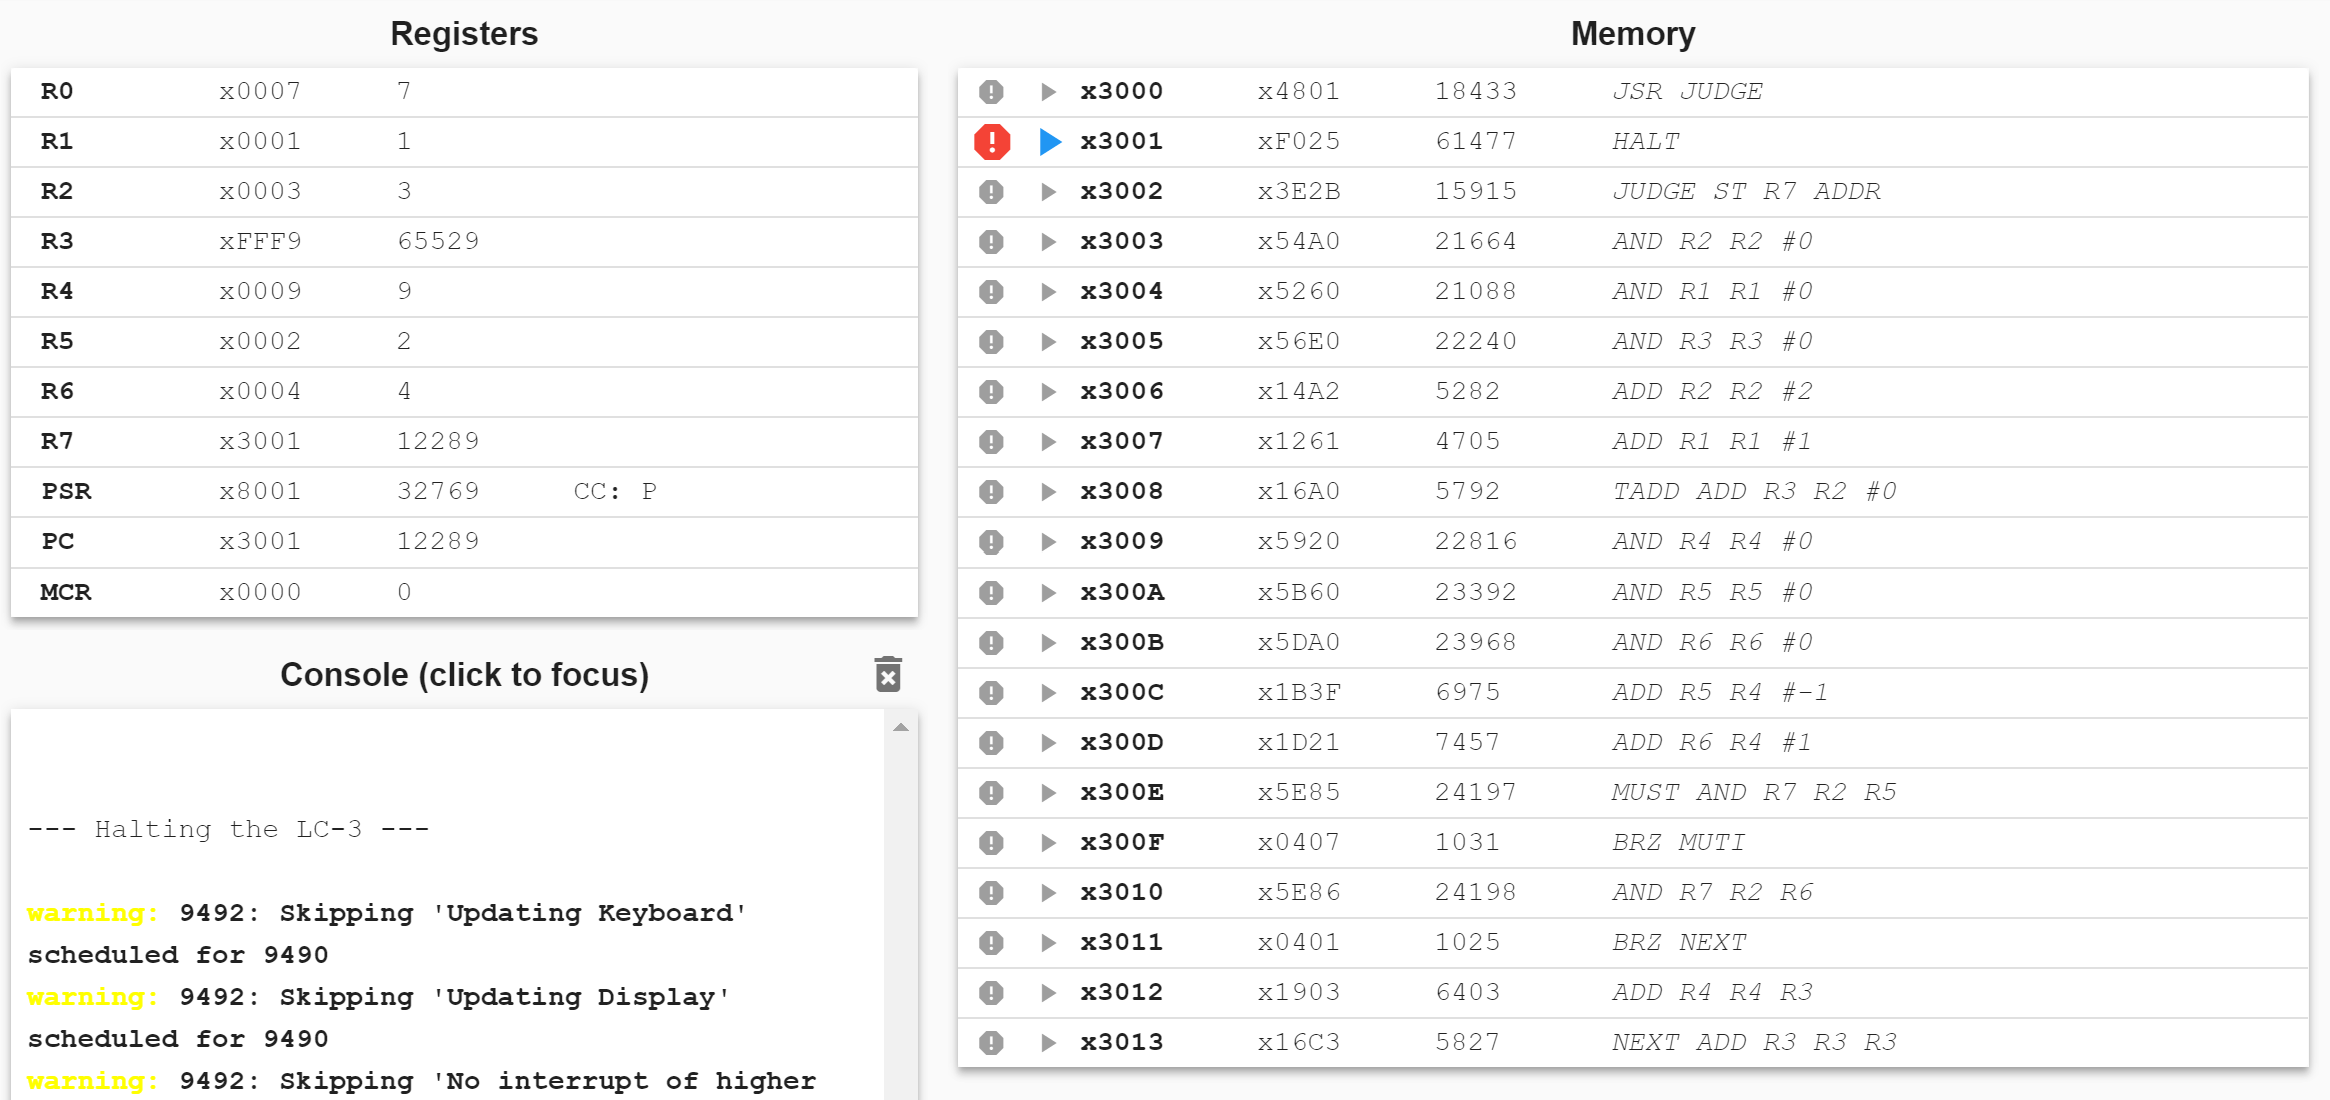 Registers
R0 x0007 7
R1 x0001 1
R2 x0003 3
R3 xFFF9 65529
R4 x0009 9
R5 x0002 2
R6 x0004 4
R7 x3001 12289
PSR x8001 32769 CC: P
PC x3001 12289
MCR x0000 0
Console (click to focus)
--- Halting the LC-3 ---
warning: 9492: Skipping 'Updating Keyboard'
scheduled for 9490
warning: 9492: Skipping 'Updating Display'
scheduled for 9490
warning: 9492: Skipping 'No interrupt of higher
Memory
x3000 x4801 18433 JSR JUDGE
x3001 xF025 61477 HALT
x3002 x3E2B 15915 JUDGE ST R7 ADDR
x3003 x54A0 21664 AND R2 R2 #0
x3004 x5260 21088 AND R1 R1 #0
x3005 x56E0 22240 AND R3 R3 #0
x3006 x14A2 5282 ADD R2 R2 #2
x3007 x1261 4705 ADD R1 R1 #1
x3008 x16A0 5792 TADD ADD R3 R2 #0
x3009 x5920 22816 AND R4 R4 #0
x300A x5B60 23392 AND R5 R5 #0
x300B x5DA0 23968 AND R6 R6 #0
x300C x1B3F 6975 ADD R5 R4 #-1
x300D x1D21 7457 ADD R6 R4 #1
x300E x5E85 24197 MUST AND R7 R2 R5
x300F x0407 1031 BRZ MUTI
x3010 x5E86 24198 AND R7 R2 R6
x3011 x0401 1025 BRZ NEXT
x3012 x1903 6403 ADD R4 R4 R3
x3013 x16C3 5827 NEXT ADD R3 R3 R3